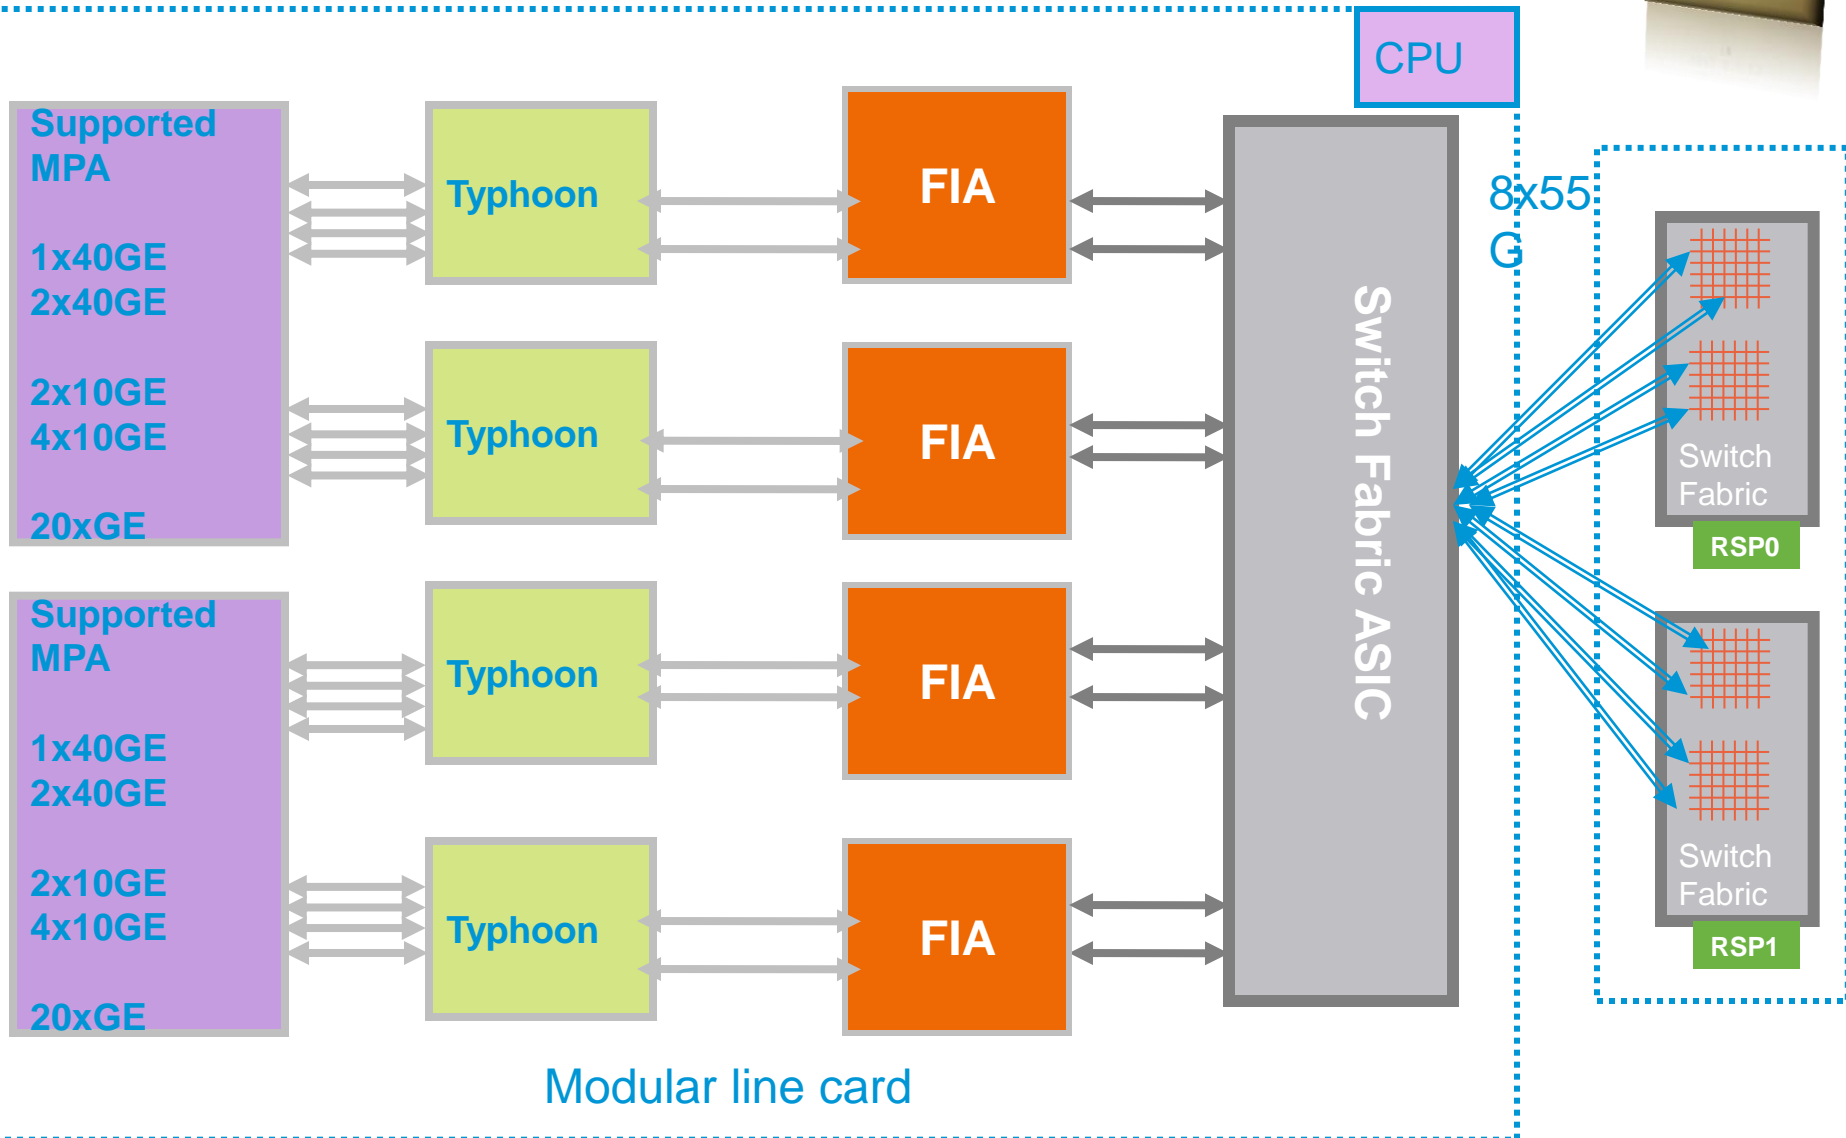 CPU
Supported
MPA
1x40GE
2x40GE
2x10GE
4x10GE
20xGE
Typhoon
FIA
Typhoon
FIA
Supported
MPA
1x40GE
2x40GE
2x10GE
4x10GE
20xGE
Typhoon
FIA
Typhoon
FIA
Switch Fabric ASIC
8x55
G
Switch
Fabric
RSP0
Switch
Fabric
RSP1
Modular line card